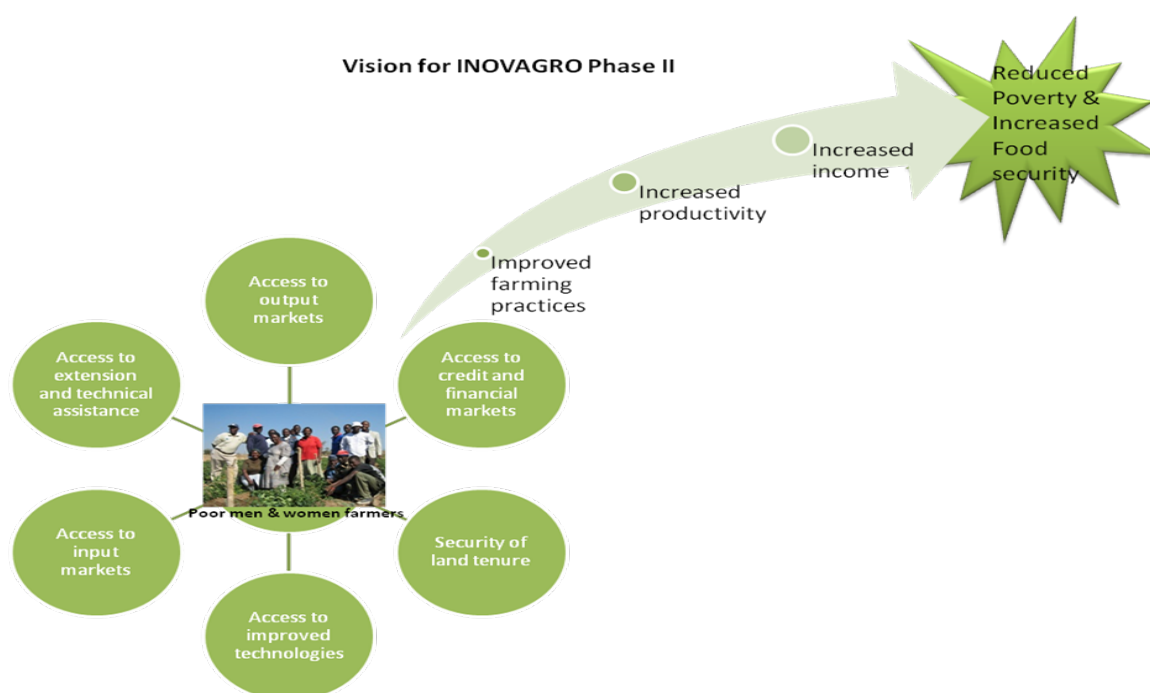 Vision for INOVAGRO Phase II
Reduced
Poverty &
Increased
Food
security
Increased
income
Increased
productivity
Improved
farming
practices
Access to
output
markets
Access to
extension
and technical
assistance
Access to
credit and
financial
markets
Poor men & women farmers
Access to
input
markets
Security of
land tenure
Access to
improved
technologies